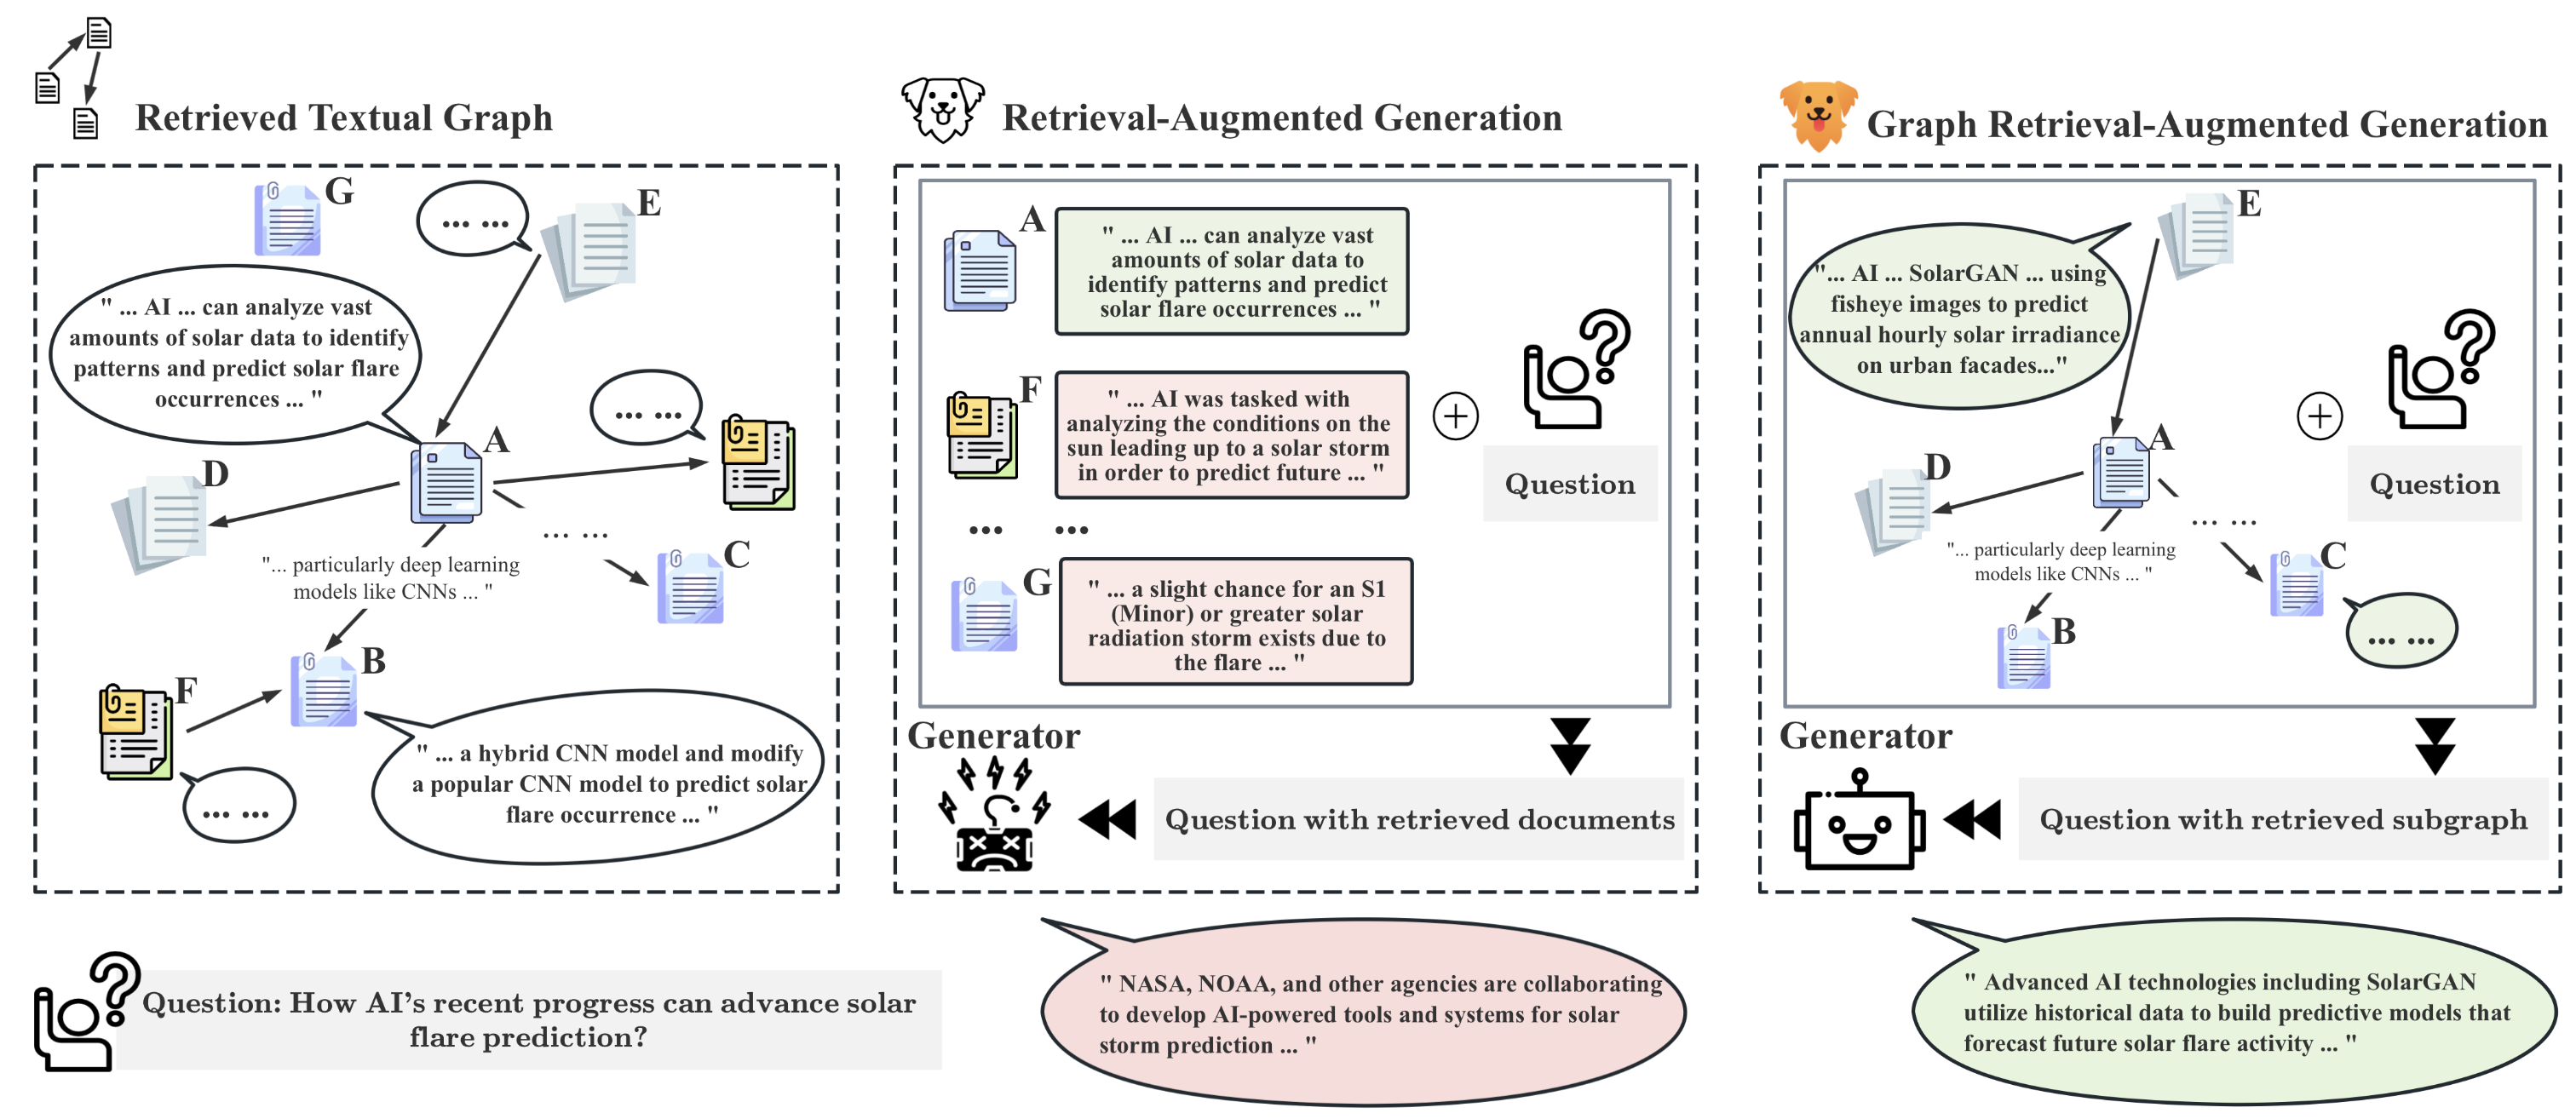 Retrieved Textual Graph
G
... ...
E
" ... AI ... can analyze vast
amounts of solar data to identify
patterns and predict solar flare
occurrences ... "
... ...
A
D
... ...
"... particularly deep learning
models like CNNs ... "
C
B
F
" ... a hybrid CNN model and modify
a popular CNN model to predict solar
flare occurrence ... "
... ...
Question: How AI's recent progress can advance solar
flare prediction?
Retrieval-Augmented Generation
A
" ... AI ... can analyze vast
amounts of solar data to
identify patterns and predict
solar flare occurrences ... "
F
" ... AI was tasked with
analyzing the conditions on the
sun leading up to a solar storm
in order to predict future ... "
... ...
G
" ... a slight chance for an S1
(Minor) or greater solar
radiation storm exists due to
the flare ... "
+
?
Question
Generator
Question with retrieved documents
" NASA, NOAA, and other agencies are collaborating
to develop AI-powered tools and systems for solar
storm prediction ... "
Graph Retrieval-Augmented Generation
E
"... AI ... SolarGAN ... using
fisheye images to predict
annual hourly solar irradiance
on urban facades..."
A
D
... ...
"... particularly deep learning
models like CNNs ... "
C
B
... ...
+
?
Question
Generator
Question with retrieved subgraph
" Advanced AI technologies including SolarGAN
utilize historical data to build predictive models that
forecast future solar flare activity ... "